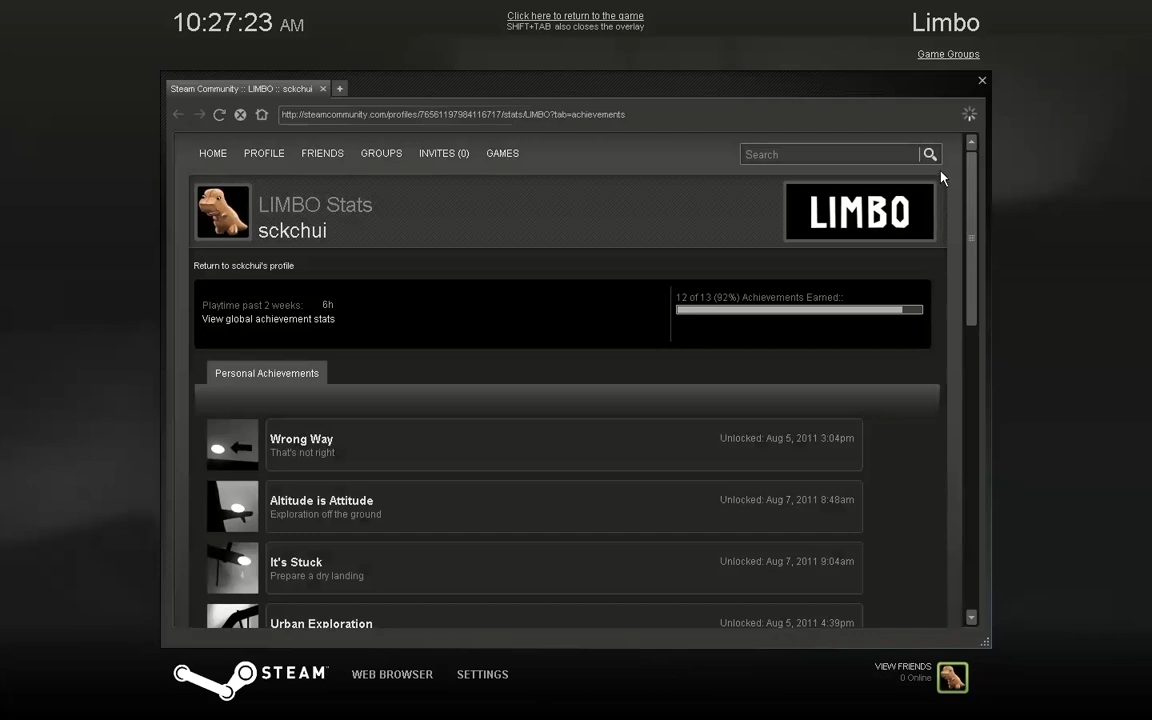 10:27:23 AM
Click here to return to the game
SHIFT+TAB also closes the overlay
Limbo
Game Groups
Steam Community :: LIMBO :: sckchui
http://steamcommunity.com/profiles/76561197984116717/stats/LIMBO?tab=achievements
HOME PROFILE FRIENDS GROUPS INVITES (0) GAMES
Search
LIMBO Stats
sckchui
LIMBO
Return to sckchui's profile
Playtime past 2 weeks: 6h
View global achievement stats
12 of 13 (92%) Achievements Earned::
Personal Achievements
Wrong Way
That's not right
Unlocked: Aug 5, 2011 3:04pm
Altitude is Attitude
Exploration off the ground
Unlocked: Aug 7, 2011 8:48am
It's Stuck
Prepare a dry landing
Unlocked: Aug 7, 2011 9:04am
Urban Exploration
Unlocked: Aug 5, 2011 4:39pm
STEAM™
WEB BROWSER
SETTINGS
VIEW FRIENDS
0 Online